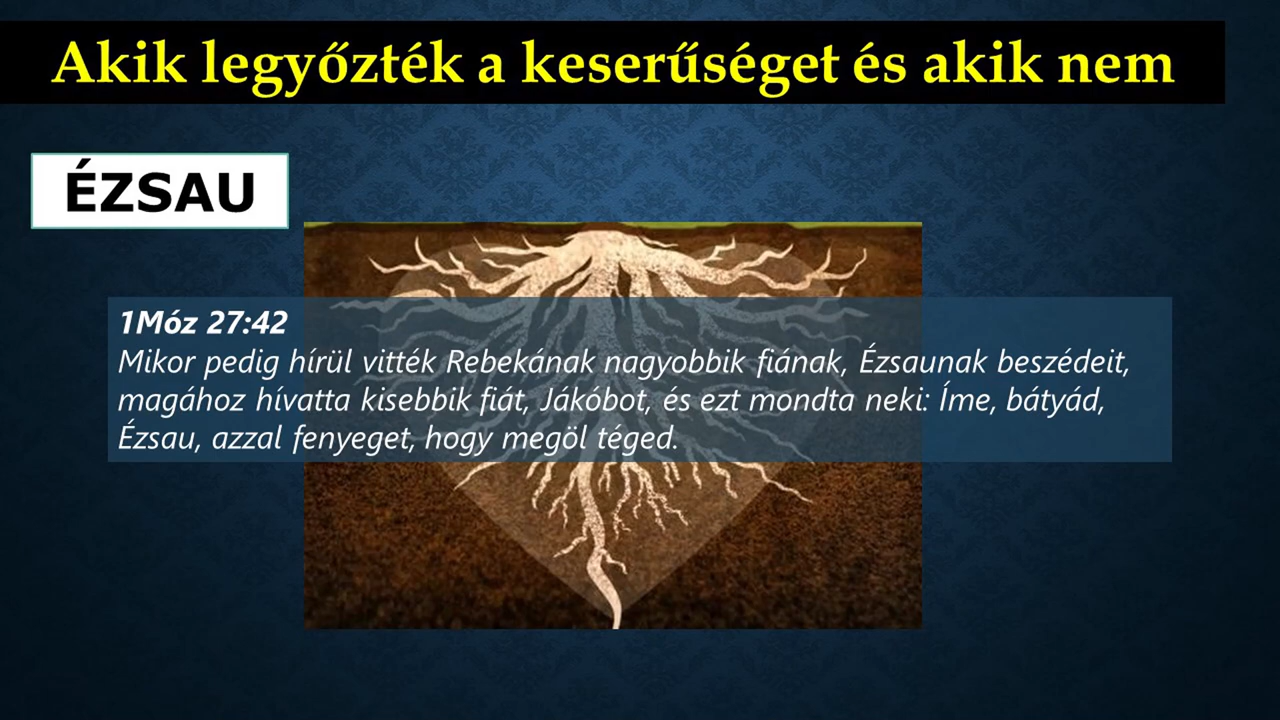 Akik legyőzték a keserűséget és akik nem
ÉZSAU
1Móz 27:42
Mikor pedig hírül vitték Rebekának nagyobbik fiának, Ézsaunak beszédeit,
magához hívatta kisebbik fiát, Jákóbot, és ezt mondta neki: Íme, bátyád,
Ézsau, azzal fenyeget, hogy megöl téged.